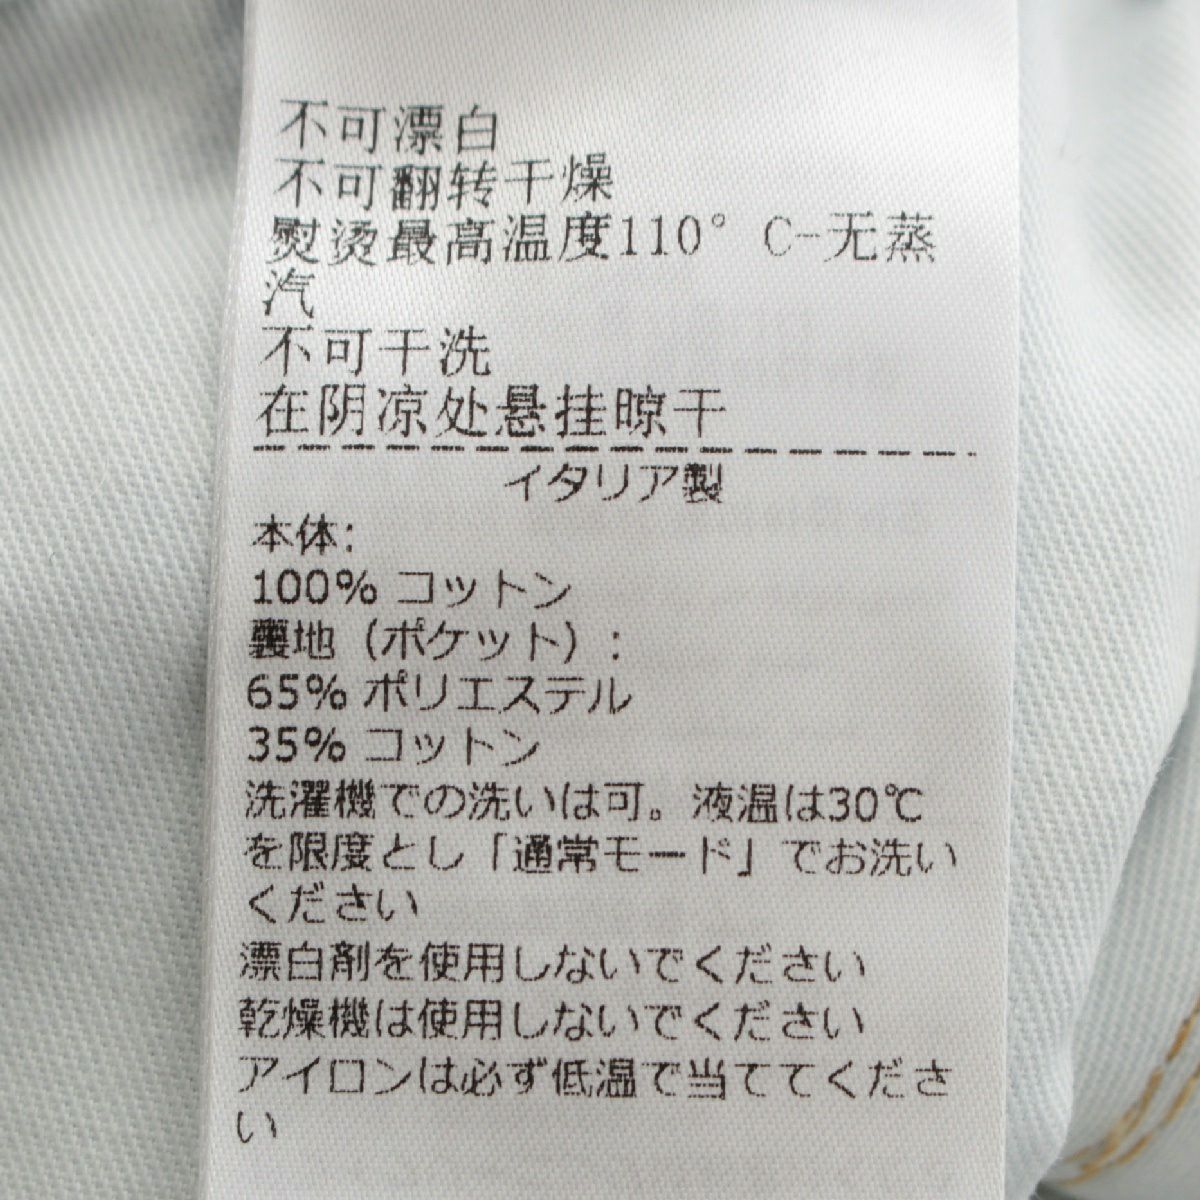 不可漂白
不可翻转干燥
熨烫最高温度110°C-无蒸
汽
不可干洗
在阴凉处悬挂晾干
イタリア製
本体:
100% コットン
裏地（ポケット）:
65% ポリエステル
35% コットン
洗濯機での洗いは可。液温は30℃
を限度とし「通常モード」でお洗い
ください
漂白剤を使用しないでください
乾燥機は使用しないでください
アイロンは必ず低温で当ててくださ
い